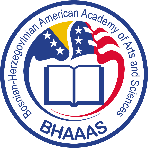 Bosnian-Herzegovinian American Academy of Arts and Sciences
BHAAAS